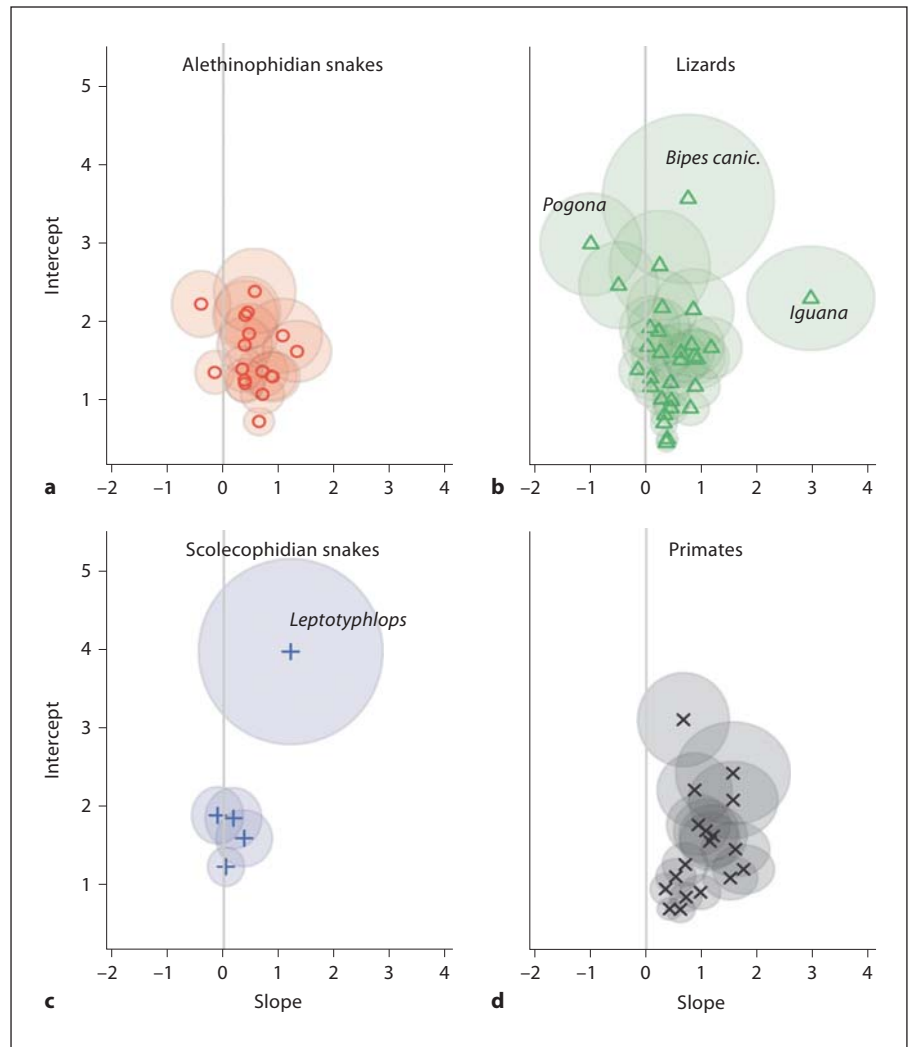 Alethinophidian snakes
5
4
3
2
1
Intercept
–2 –1 0 1 2 3 4
a
Lizards
Bipes canic.
Pogona
Iguana
–2 –1 0 1 2 3 4
b
Scolecophidian snakes
5
Leptotyphlops
4
3
2
1
Intercept
–2 –1 0 1 2 3 4
Slope
c
Primates
–2 –1 0 1 2 3 4
Slope
d